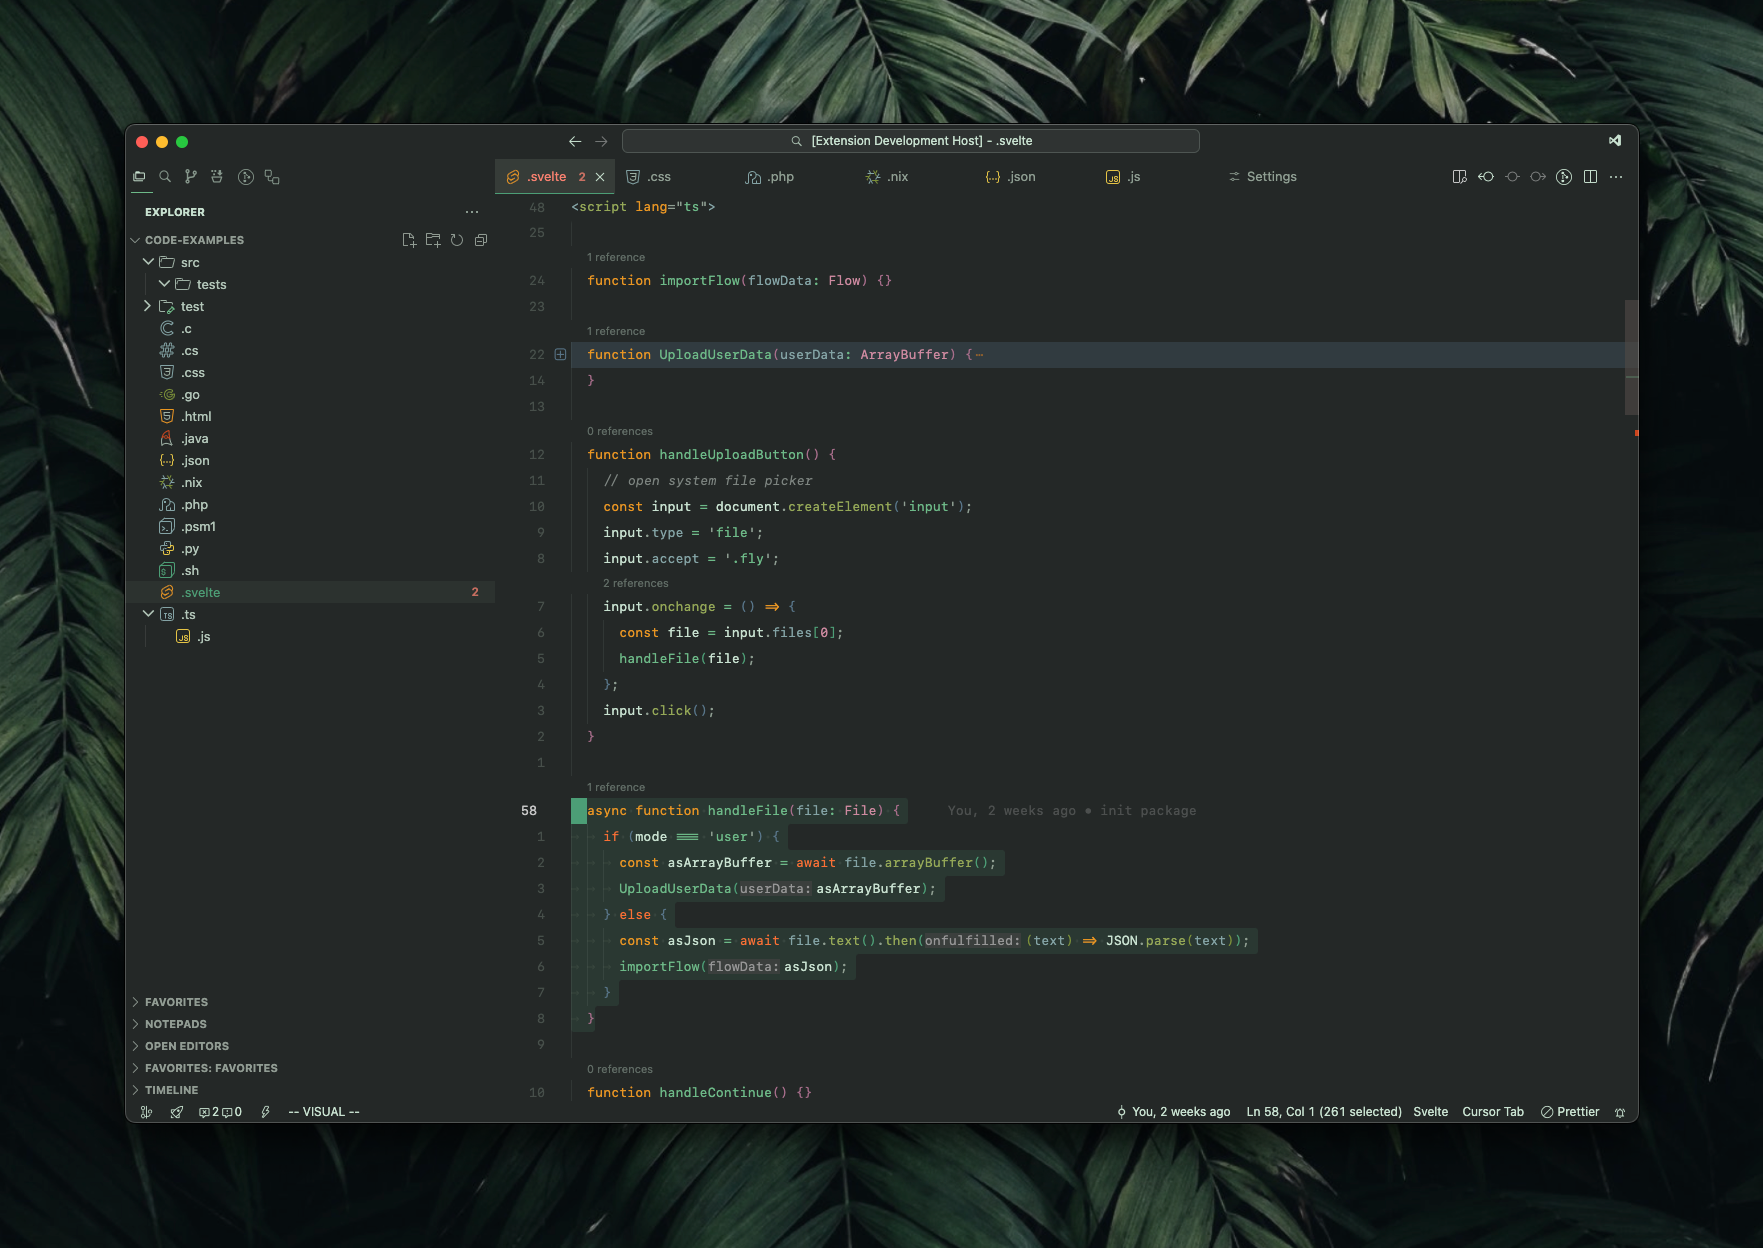 [Extension Development Host] - .svelte
.svelte 2
.css
.php
.nix
{...} .json
JS .js
Settings
EXPLORER
CODE-EXAMPLES
src
tests
test
.c
.cs
.css
.go
.html
.java
{...} .json
.nix
.php
.psm1
.py
.sh
.svelte 2
TS .ts
JS .js
FAVORITES
NOTEPADS
OPEN EDITORS
FAVORITES: FAVORITES
TIMELINE
48 <script lang="ts">
25
1 reference
24 function importFlow(flowData: Flow) {}
23
1 reference
22 function UploadUserData(userData: ArrayBuffer) {⋯
14 }
13
0 references
12 function handleUploadButton() {
11 // open system file picker
10 const input = document.createElement('input');
9 input.type = 'file';
8 input.accept = '.fly';
2 references
7 input.onchange = () => {
6 const file = input.files[0];
5 handleFile(file);
4 };
3 input.click();
2 }
1
1 reference
58 async function handleFile(file: File) { You, 2 weeks ago • init package
1 if (mode === 'user') {
2 const asArrayBuffer = await file.arrayBuffer();
3 UploadUserData(userData: asArrayBuffer);
4 } else {
5 const asJson = await file.text().then(onfulfilled: (text) => JSON.parse(text));
6 importFlow(flowData: asJson);
7 }
8 }
9
0 references
10 function handleContinue() {}
2 0 -- VISUAL -- You, 2 weeks ago Ln 58, Col 1 (261 selected) Svelte Cursor Tab Prettier